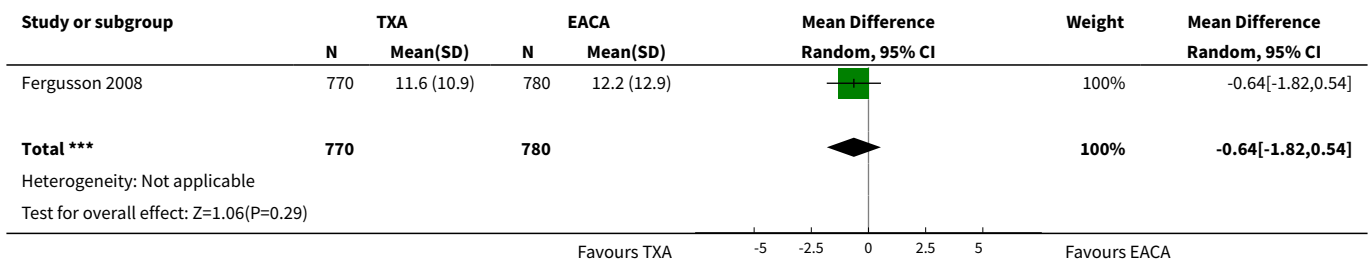 Study or subgroup TXA EACA Mean Difference Weight Mean Difference
N Mean(SD) N Mean(SD) Random, 95% CI Random, 95% CI
Fergusson 2008 770 11.6 (10.9) 780 12.2 (12.9) 100% -0.64[-1.82,0.54]
Total *** 770 780 100% -0.64[-1.82,0.54]
Heterogeneity: Not applicable
Test for overall effect: Z=1.06(P=0.29)
Favours TXA -5 -2.5 0 2.5 5 Favours EACA